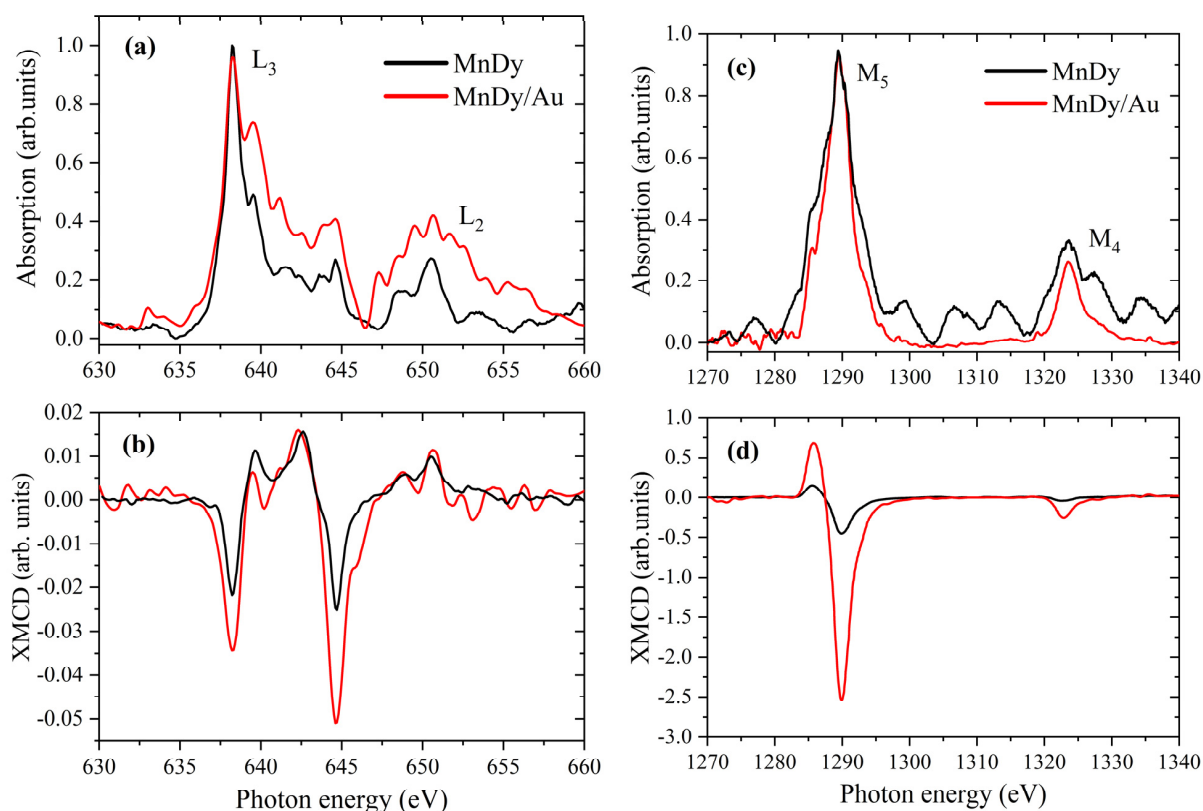 (a)
L3
MnDy
MnDy/Au
Absorption (arb.units)
1.0
0.8
0.6
0.4
0.2
0.0
L2
630 635 640 645 650 655 660
(b)
XMCD (arb. units)
0.02
0.01
0.00
-0.01
-0.02
-0.03
-0.04
-0.05
630 635 640 645 650 655 660
Photon energy (eV)
(c)
M5
MnDy
MnDy/Au
Absorption (arb.units)
1.0
0.8
0.6
0.4
0.2
0.0
M4
1270 1280 1290 1300 1310 1320 1330 1340
(d)
XMCD (arb.units)
1.0
0.5
0.0
-0.5
-1.0
-1.5
-2.0
-2.5
-3.0
1270 1280 1290 1300 1310 1320 1330 1340
Photon energy (eV)